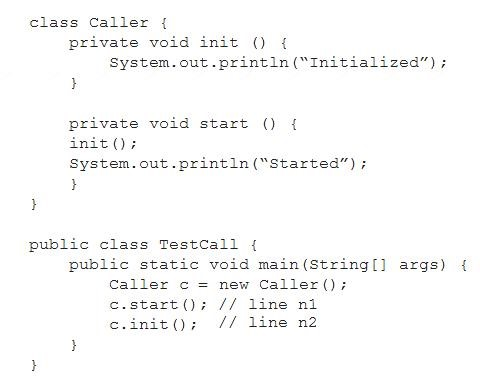 class Caller {
    private void init () {
        System.out.println(“Initialized”);
    }

    private void start () {
    init();
    System.out.println(“Started”);
    }
}

public class TestCall {
    public static void main(String[] args) {
        Caller c = new Caller();
        c.start(); // line n1
        c.init();  // line n2
    }
}